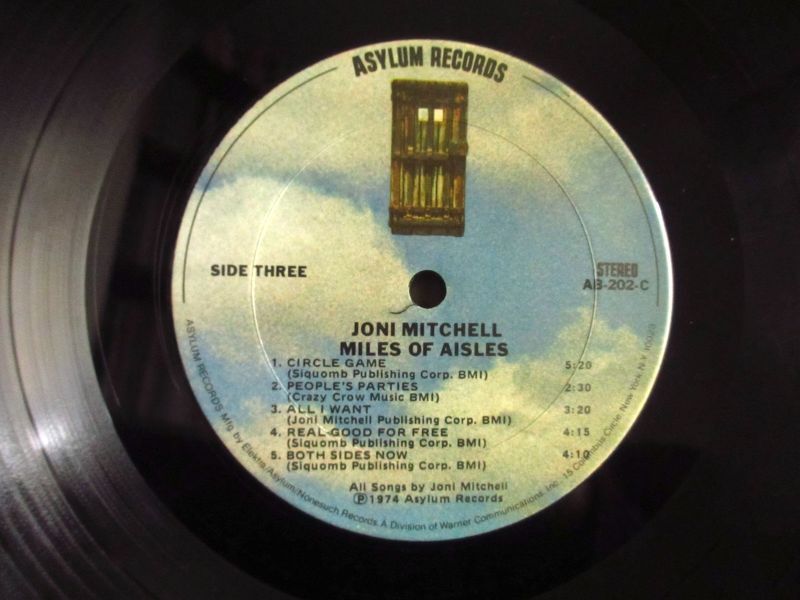 ASYLUM RECORDS
SIDE THREE
STEREO
AB-202-C
JONI MITCHELL
MILES OF AISLES
1. CIRCLE GAME 5:20
(Siquomb Publishing Corp. BMI)
2. PEOPLE'S PARTIES 2:30
(Crazy Crow Music BMI)
3. ALL I WANT 3:20
(Joni Mitchell Publishing Corp. BMI)
4. REAL GOOD FOR FREE 4:15
(Siquomb Publishing Corp. BMI)
5. BOTH SIDES NOW 4:10
(Siquomb Publishing Corp. BMI)
All Songs by Joni Mitchell
℗ 1974 Asylum Records
ASYLUM RECORDS Mfg. by Elektra/Asylum/Nonesuch Records A Division of Warner Communications, Inc. 15 Columbus Circle, New York, N.Y. 10023